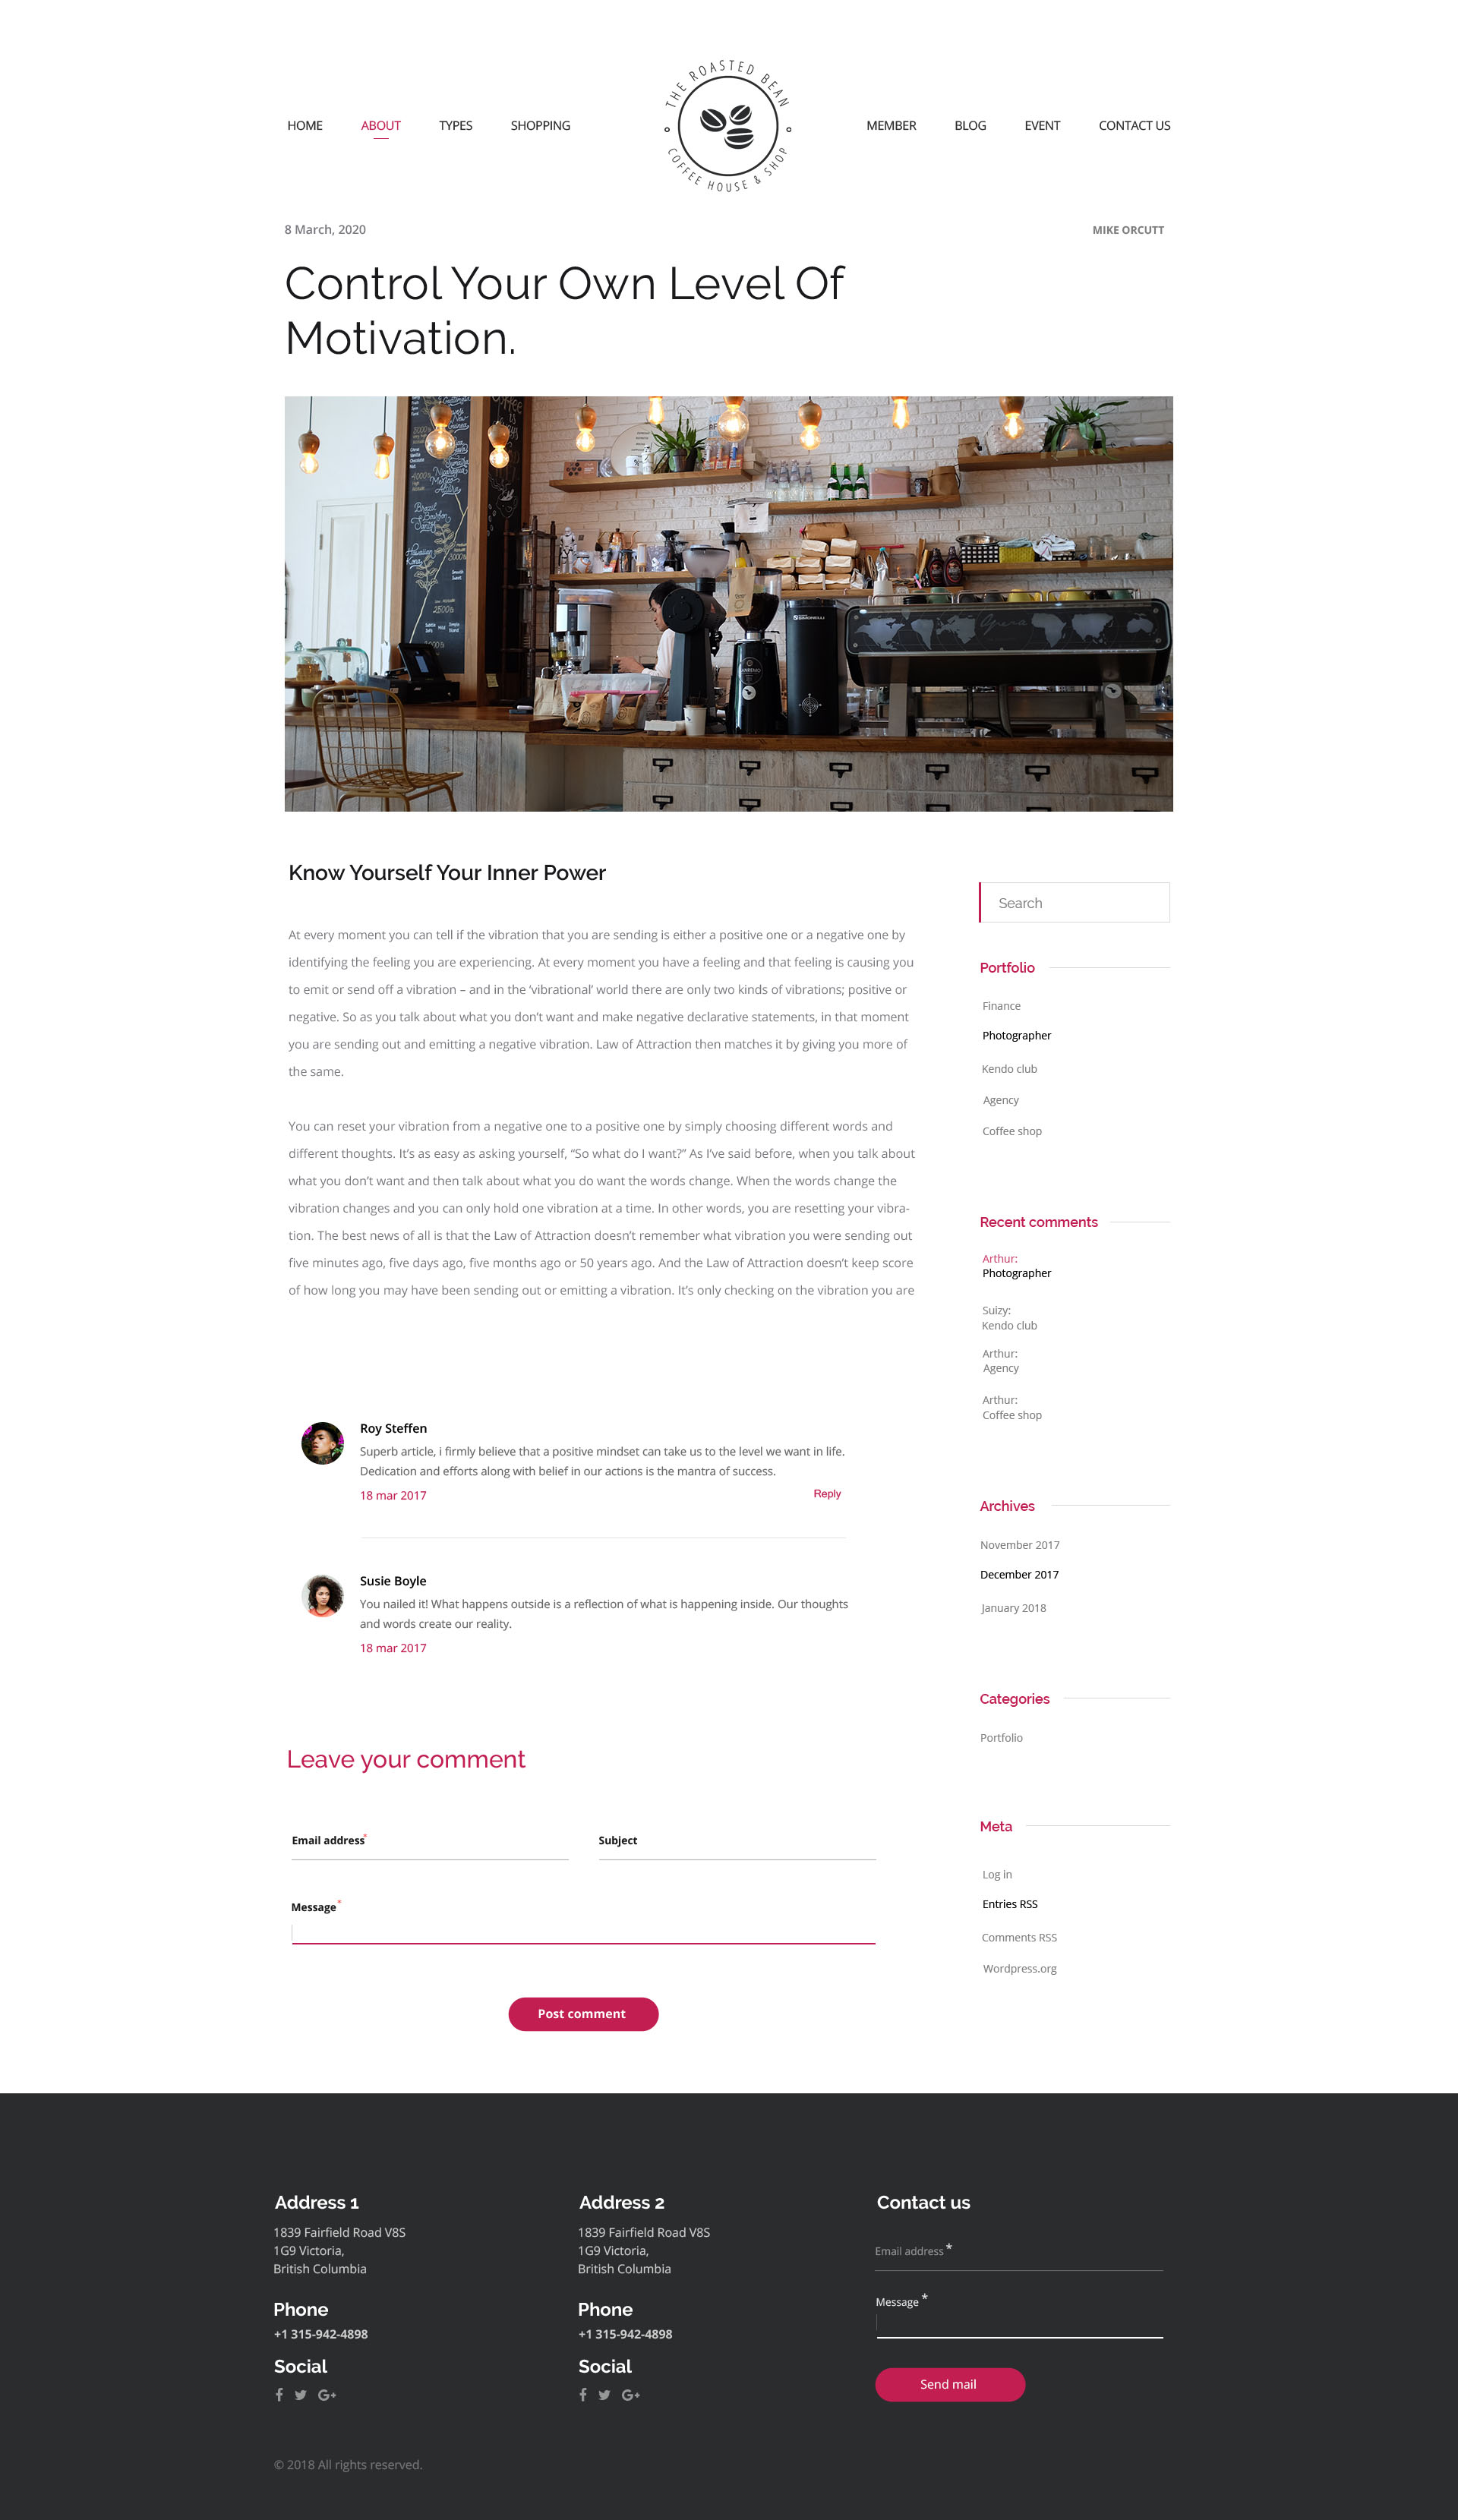 THE ROASTED BEAN
COFFEE HOUSE & SHOP
HOME ABOUT TYPES SHOPPING MEMBER BLOG EVENT CONTACT US
8 March, 2020 MIKE ORCUTT
Control Your Own Level Of
Motivation.
Know Yourself Your Inner Power
At every moment you can tell if the vibration that you are sending is either a positive one or a negative one by
identifying the feeling you are experiencing. At every moment you have a feeling and that feeling is causing you
to emit or send off a vibration – and in the ‘vibrational’ world there are only two kinds of vibrations; positive or
negative. So as you talk about what you don’t want and make negative declarative statements, in that moment
you are sending out and emitting a negative vibration. Law of Attraction then matches it by giving you more of
the same.
You can reset your vibration from a negative one to a positive one by simply choosing different words and
different thoughts. It’s as easy as asking yourself, “So what do I want?” As I’ve said before, when you talk about
what you don’t want and then talk about what you do want the words change. When the words change the
vibration changes and you can only hold one vibration at a time. In other words, you are resetting your vibra-
tion. The best news of all is that the Law of Attraction doesn’t remember what vibration you were sending out
five minutes ago, five days ago, five months ago or 50 years ago. And the Law of Attraction doesn’t keep score
of how long you may have been sending out or emitting a vibration. It’s only checking on the vibration you are
Roy Steffen
Superb article, i firmly believe that a positive mindset can take us to the level we want in life.
Dedication and efforts along with belief in our actions is the mantra of success.
18 mar 2017 Reply
Susie Boyle
You nailed it! What happens outside is a reflection of what is happening inside. Our thoughts
and words create our reality.
18 mar 2017
Leave your comment
Email address* Subject
Message*
Post comment
Search
Portfolio
Finance
Photographer
Kendo club
Agency
Coffee shop
Recent comments
Arthur:
Photographer
Suizy:
Kendo club
Arthur:
Agency
Arthur:
Coffee shop
Archives
November 2017
December 2017
January 2018
Categories
Portfolio
Meta
Log in
Entries RSS
Comments RSS
Wordpress.org
Address 1
1839 Fairfield Road V8S
1G9 Victoria,
British Columbia
Phone
+1 315-942-4898
Social
Address 2
1839 Fairfield Road V8S
1G9 Victoria,
British Columbia
Phone
+1 315-942-4898
Social
Contact us
Email address *
Message *
Send mail
© 2018 All rights reserved.